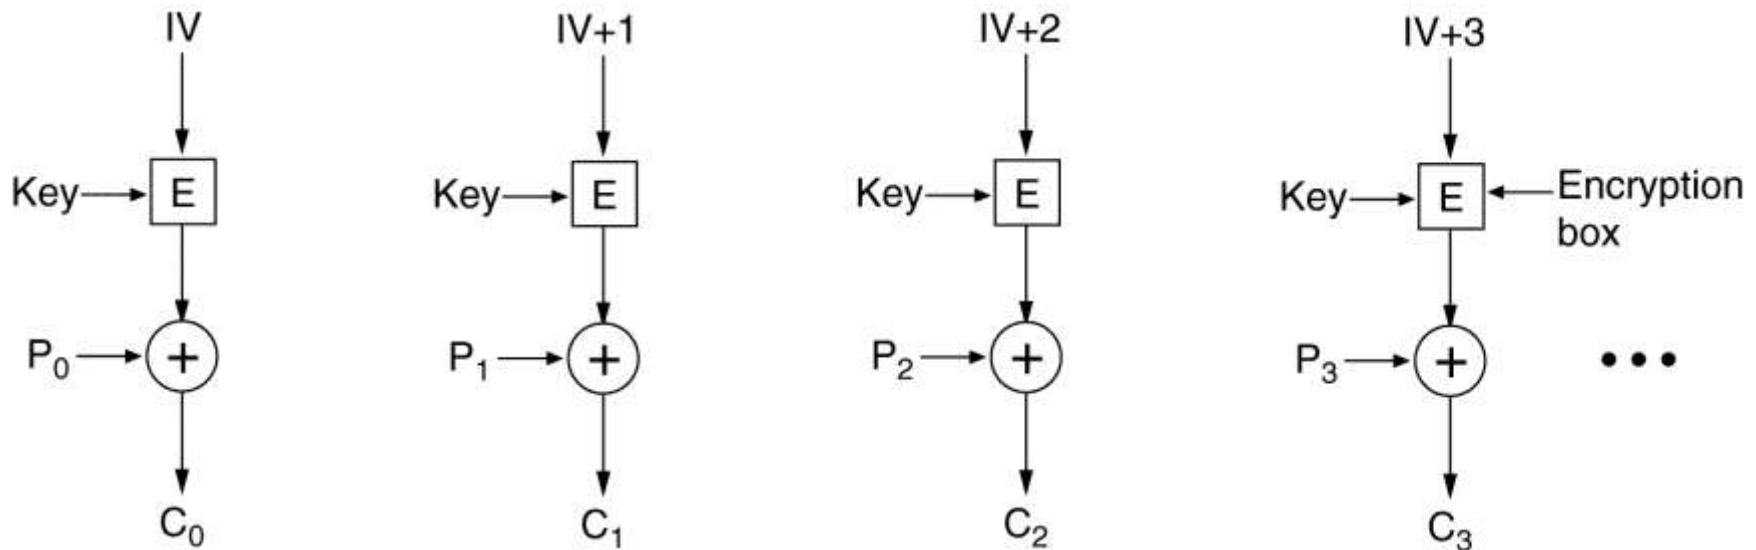 IV IV+1 IV+2 IV+3
Key E Key E Key E Key E Encryption
box
P₀ + P₁ + P₂ + P₃ + •••
C₀ C₁ C₂ C₃